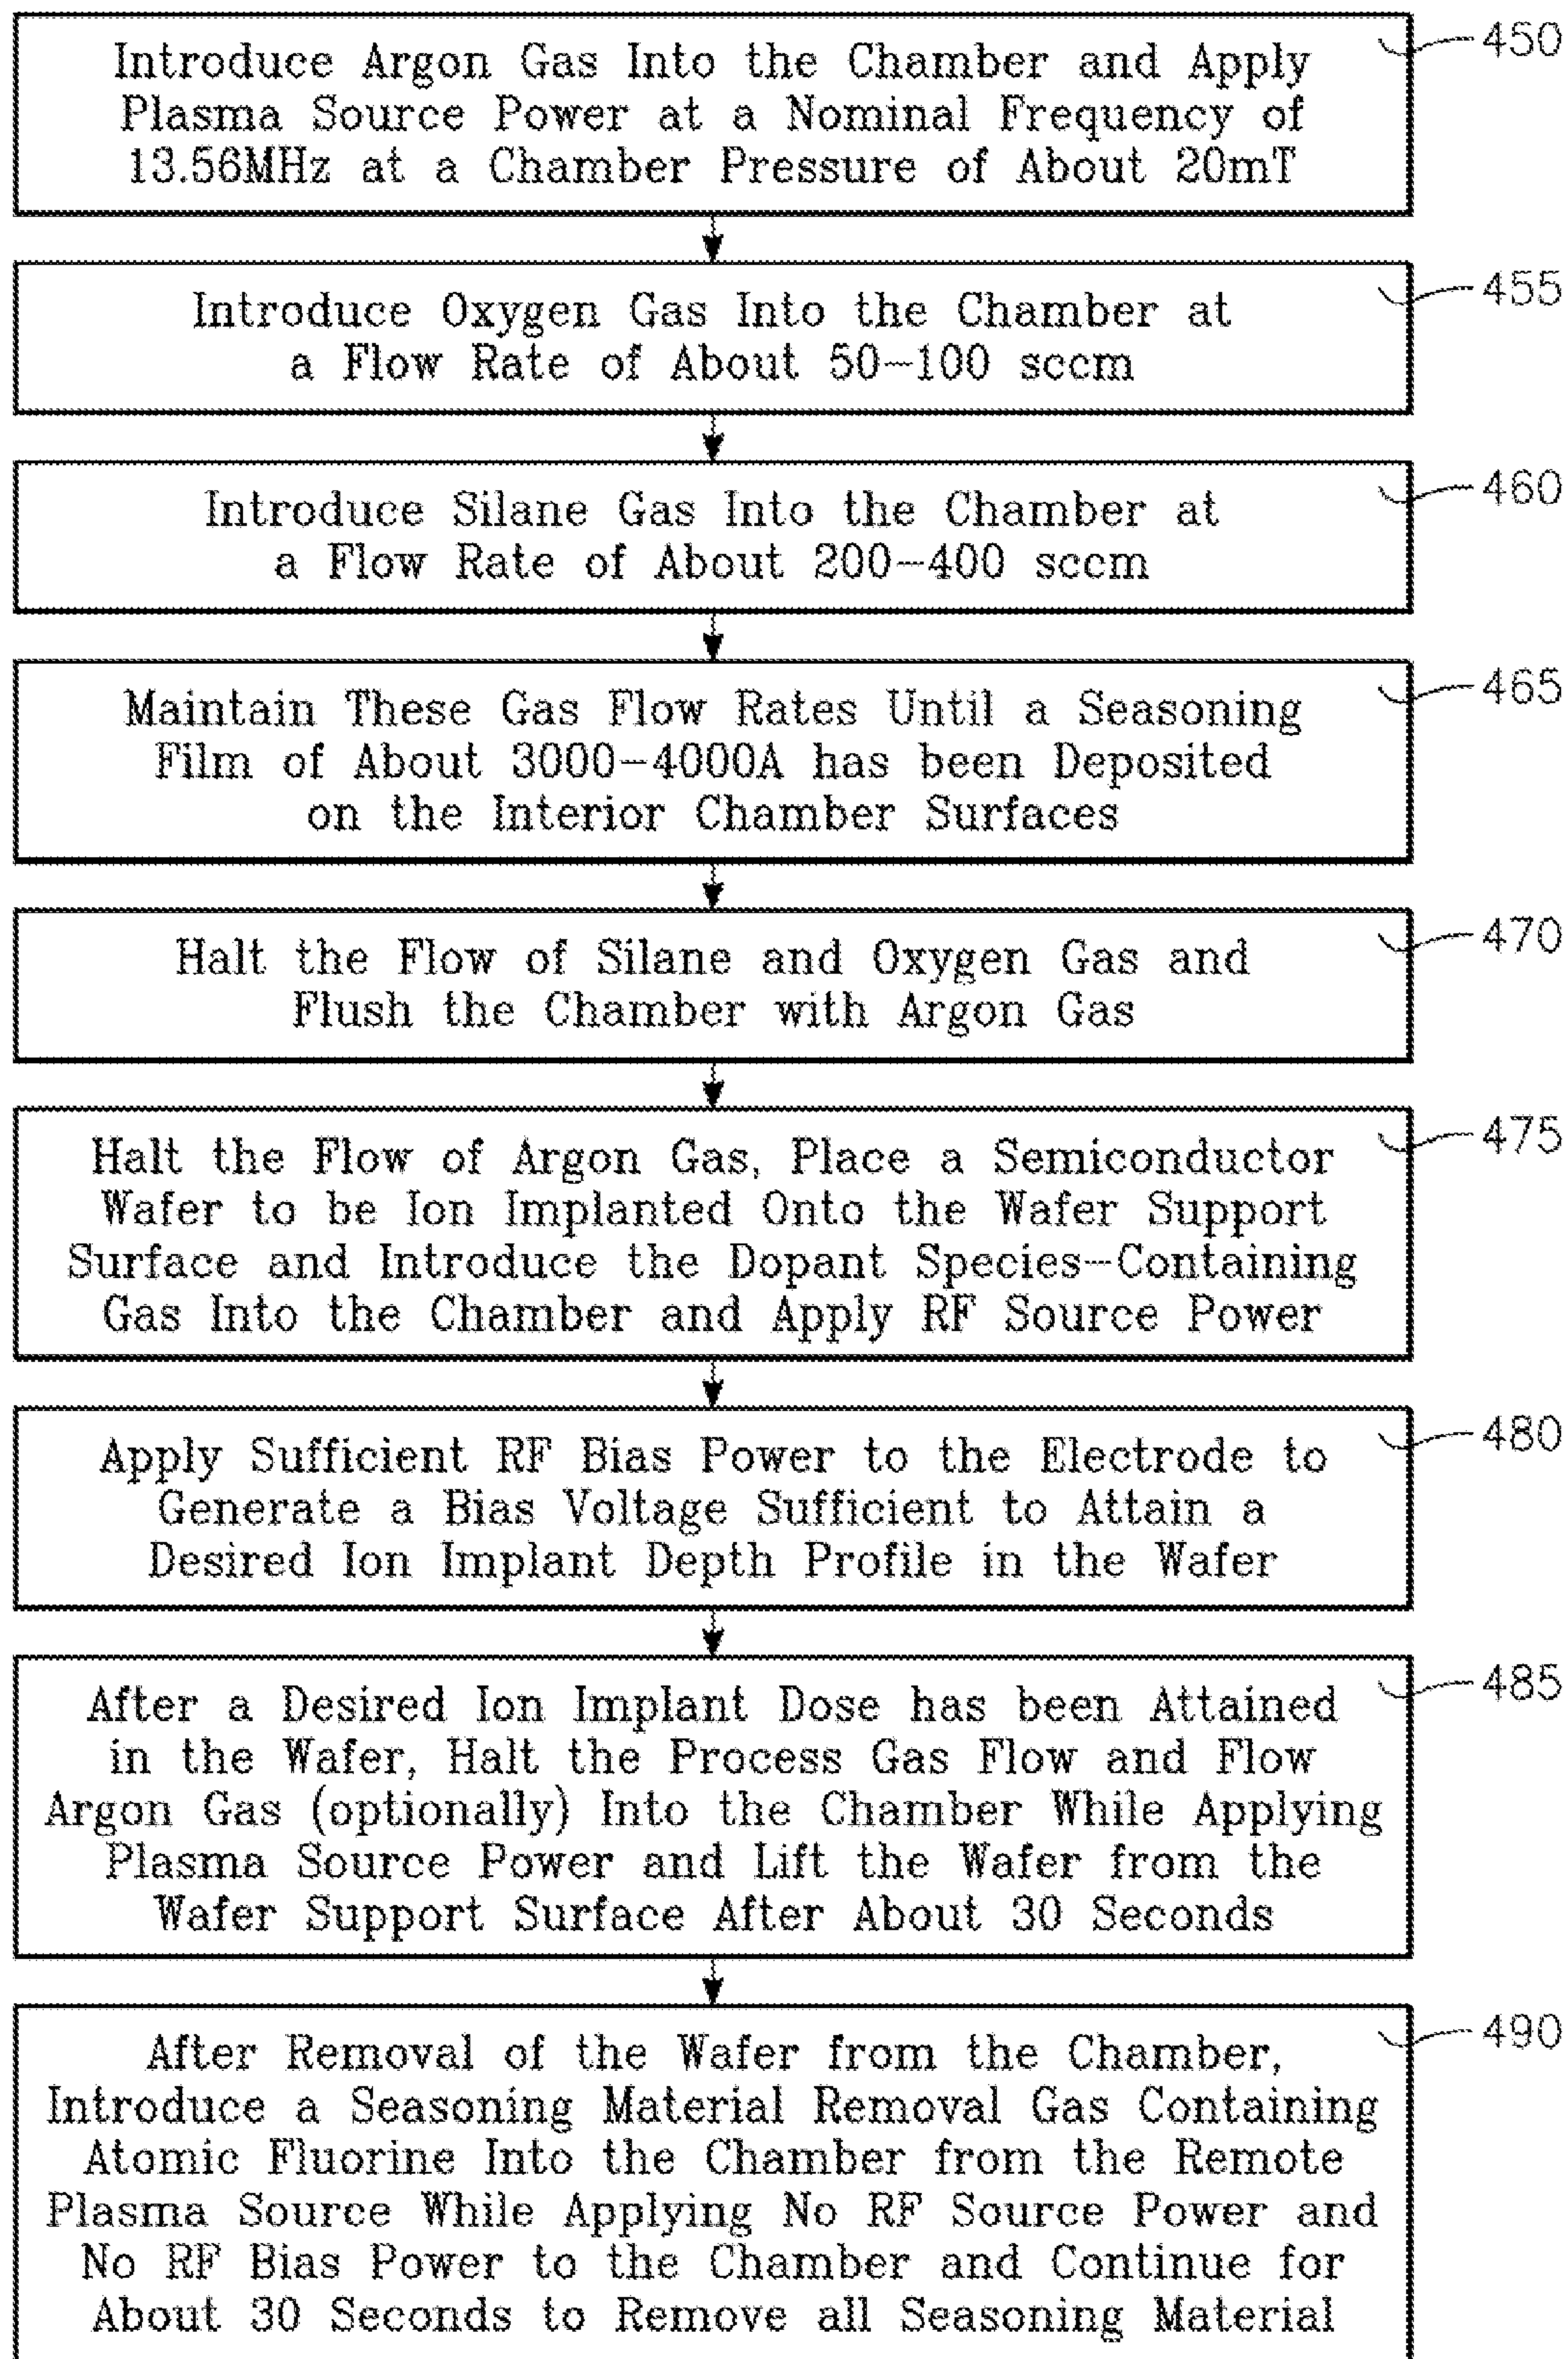 Introduce Argon Gas Into the Chamber and Apply
Plasma Source Power at a Nominal Frequency of
13.56MHz at a Chamber Pressure of About 20mT
450
Introduce Oxygen Gas Into the Chamber at
a Flow Rate of About 50-100 sccm
455
Introduce Silane Gas Into the Chamber at
a Flow Rate of About 200-400 sccm
460
Maintain These Gas Flow Rates Until a Seasoning
Film of About 3000-4000A has been Deposited
on the Interior Chamber Surfaces
465
Halt the Flow of Silane and Oxygen Gas and
Flush the Chamber with Argon Gas
470
Halt the Flow of Argon Gas, Place a Semiconductor
Wafer to be Ion Implanted Onto the Wafer Support
Surface and Introduce the Dopant Species-Containing
Gas Into the Chamber and Apply RF Source Power
475
Apply Sufficient RF Bias Power to the Electrode to
Generate a Bias Voltage Sufficient to Attain a
Desired Ion Implant Depth Profile in the Wafer
480
After a Desired Ion Implant Dose has been Attained
in the Wafer, Halt the Process Gas Flow and Flow
Argon Gas (optionally) Into the Chamber While Applying
Plasma Source Power and Lift the Wafer from the
Wafer Support Surface After About 30 Seconds
485
After Removal of the Wafer from the Chamber,
Introduce a Seasoning Material Removal Gas Containing
Atomic Fluorine Into the Chamber from the Remote
Plasma Source While Applying No RF Source Power and
No RF Bias Power to the Chamber and Continue for
About 30 Seconds to Remove all Seasoning Material
490